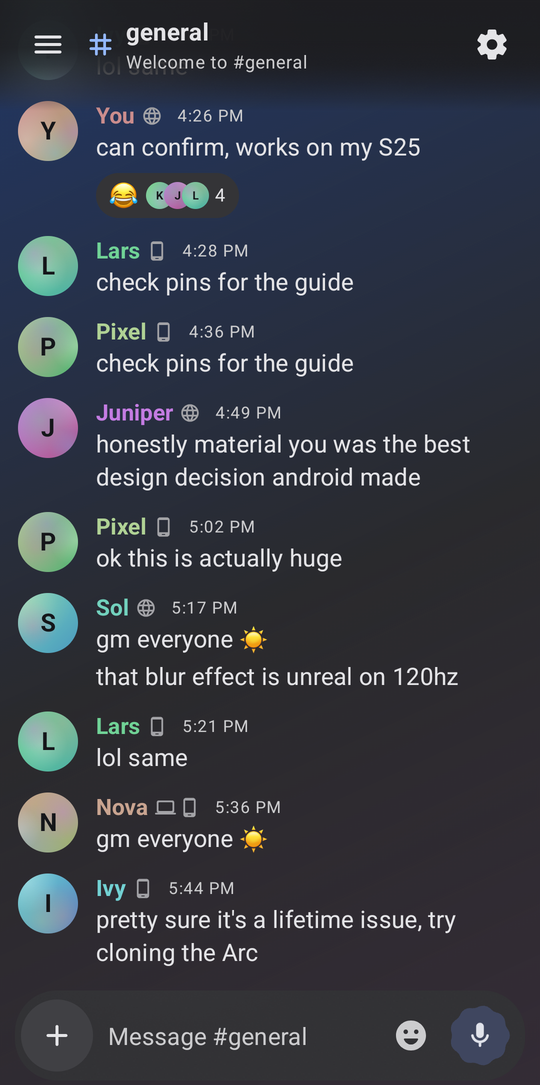 general
Welcome to #general
lol same
Y
You 4:26 PM
can confirm, works on my S25
😂 K J L 4
L
Lars 4:28 PM
check pins for the guide
P
Pixel 4:36 PM
check pins for the guide
J
Juniper 4:49 PM
honestly material you was the best
design decision android made
P
Pixel 5:02 PM
ok this is actually huge
S
Sol 5:17 PM
gm everyone ☀️
that blur effect is unreal on 120hz
L
Lars 5:21 PM
lol same
N
Nova 5:36 PM
gm everyone ☀️
I
Ivy 5:44 PM
pretty sure it's a lifetime issue, try
cloning the Arc
Message #general